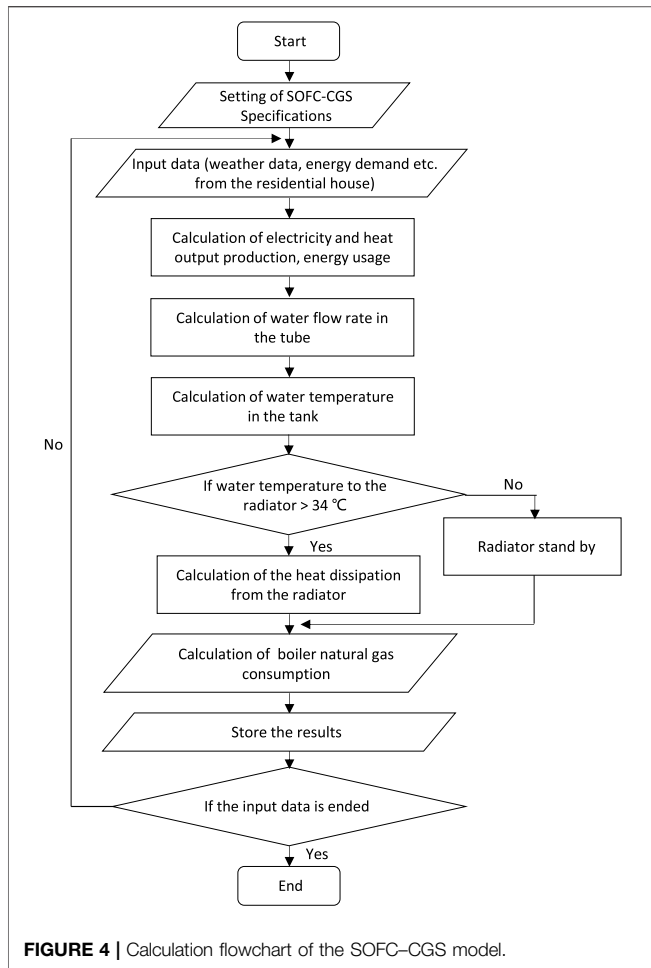 Start
Setting of SOFC-CGS
Specifications
Input data (weather data, energy demand etc.
from the residential house)
Calculation of electricity and heat
output production, energy usage
Calculation of water flow rate in
the tube
Calculation of water temperature
in the tank
No
If water temperature to the
radiator > 34 ℃
No
Yes
Radiator stand by
Calculation of the heat dissipation
from the radiator
Calculation of boiler natural gas
consumption
Store the results
If the input data is ended
Yes
End
FIGURE 4 | Calculation flowchart of the SOFC–CGS model.